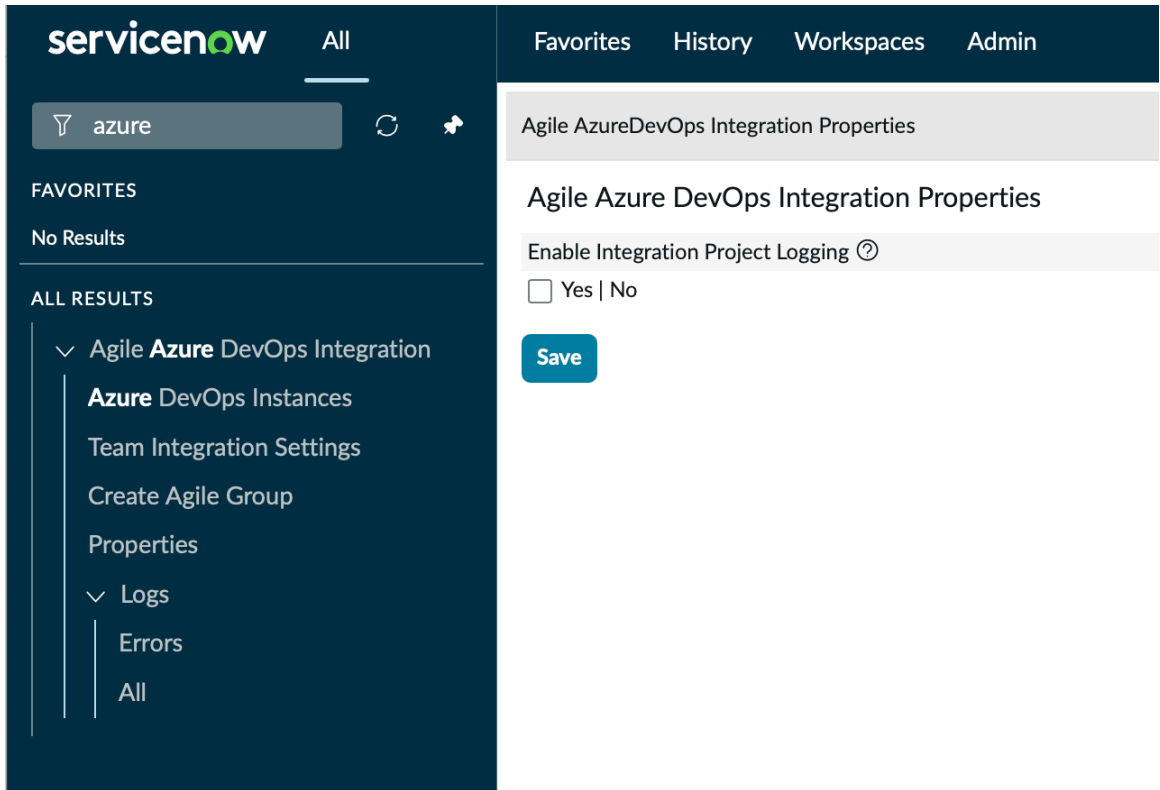 servicenow
All
Favorites History Workspaces Admin
azure
FAVORITES
No Results
ALL RESULTS
Agile Azure DevOps Integration
Azure DevOps Instances
Team Integration Settings
Create Agile Group
Properties
Logs
Errors
All
Agile AzureDevOps Integration Properties
Agile Azure DevOps Integration Properties
Enable Integration Project Logging ?
Yes | No
Save